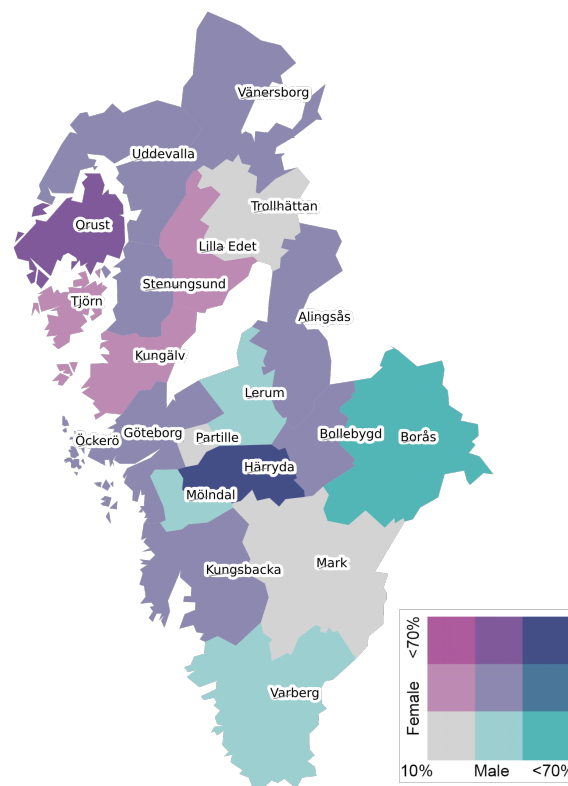 Vänersborg
Uddevalla
Trollhättan
Orust
Lilla Edet
Stenungsund
Tjörn
Alingsås
Kungälv
Lerum
Öckerö
Göteborg
Partille
Bollebygd
Borås
Härryda
Mölndal
Mark
Kungsbacka
Varberg
<70%
Female
10%
Male
<70%